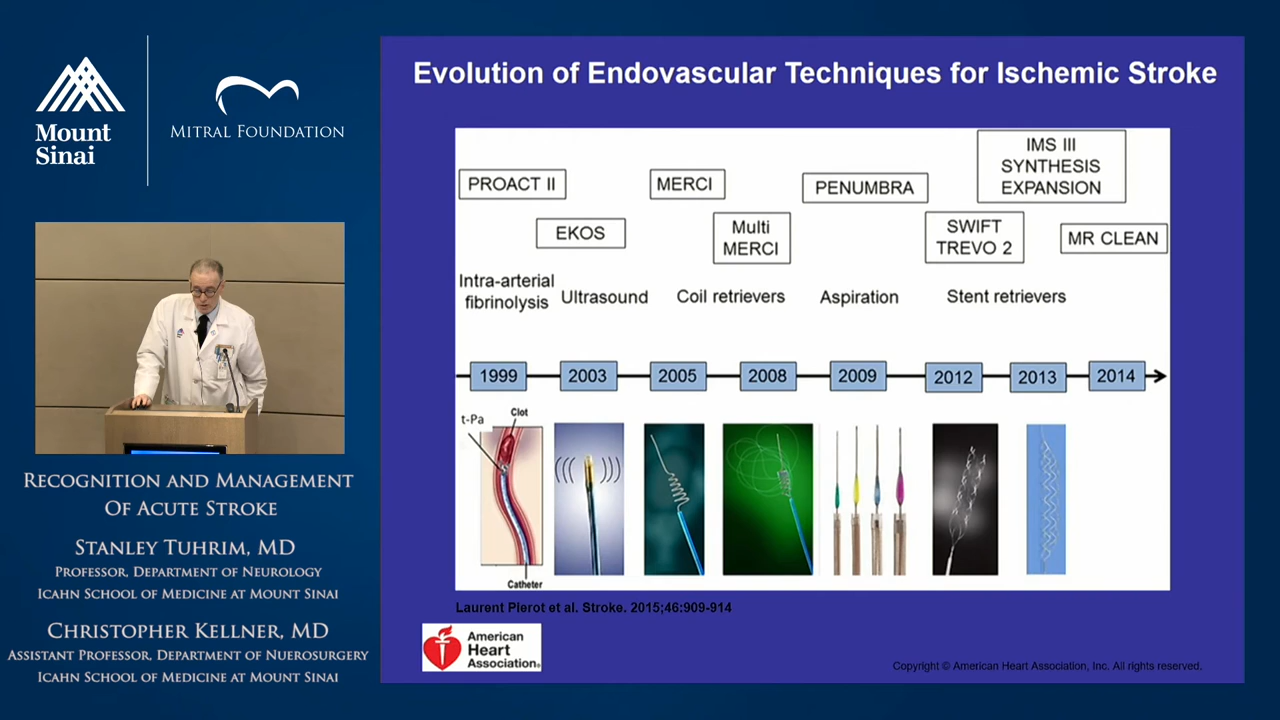 Mount
Sinai
MITRAL FOUNDATION
RECOGNITION AND MANAGEMENT
OF ACUTE STROKE
STANLEY TUHRIM, MD
PROFESSOR, DEPARTMENT OF NEUROLOGY
ICAHN SCHOOL OF MEDICINE AT MOUNT SINAI
CHRISTOPHER KELLNER, MD
ASSISTANT PROFESSOR, DEPARTMENT OF NUEROSURGERY
ICAHN SCHOOL OF MEDICINE AT MOUNT SINAI
Evolution of Endovascular Techniques for Ischemic Stroke
PROACT II
EKOS
MERCI
Multi
MERCI
PENUMBRA
SWIFT
TREVO 2
IMS III
SYNTHESIS
EXPANSION
MR CLEAN
Intra-arterial
fibrinolysis
Ultrasound
Coil retrievers
Aspiration
Stent retrievers
1999
2003
2005
2008
2009
2012
2013
2014
t-Pa
Clot
Catheter
Laurent Pierot et al. Stroke. 2015;46:909-914
American
Heart
Association®
Copyright © American Heart Association, Inc. All rights reserved.